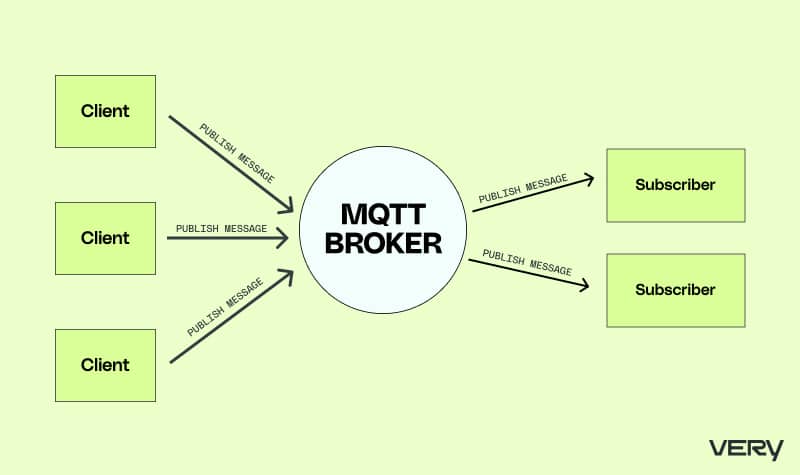 Client
PUBLISH MESSAGE
Client
PUBLISH MESSAGE
Client
PUBLISH MESSAGE
MQTT
BROKER
PUBLISH MESSAGE
Subscriber
PUBLISH MESSAGE
Subscriber
VERY